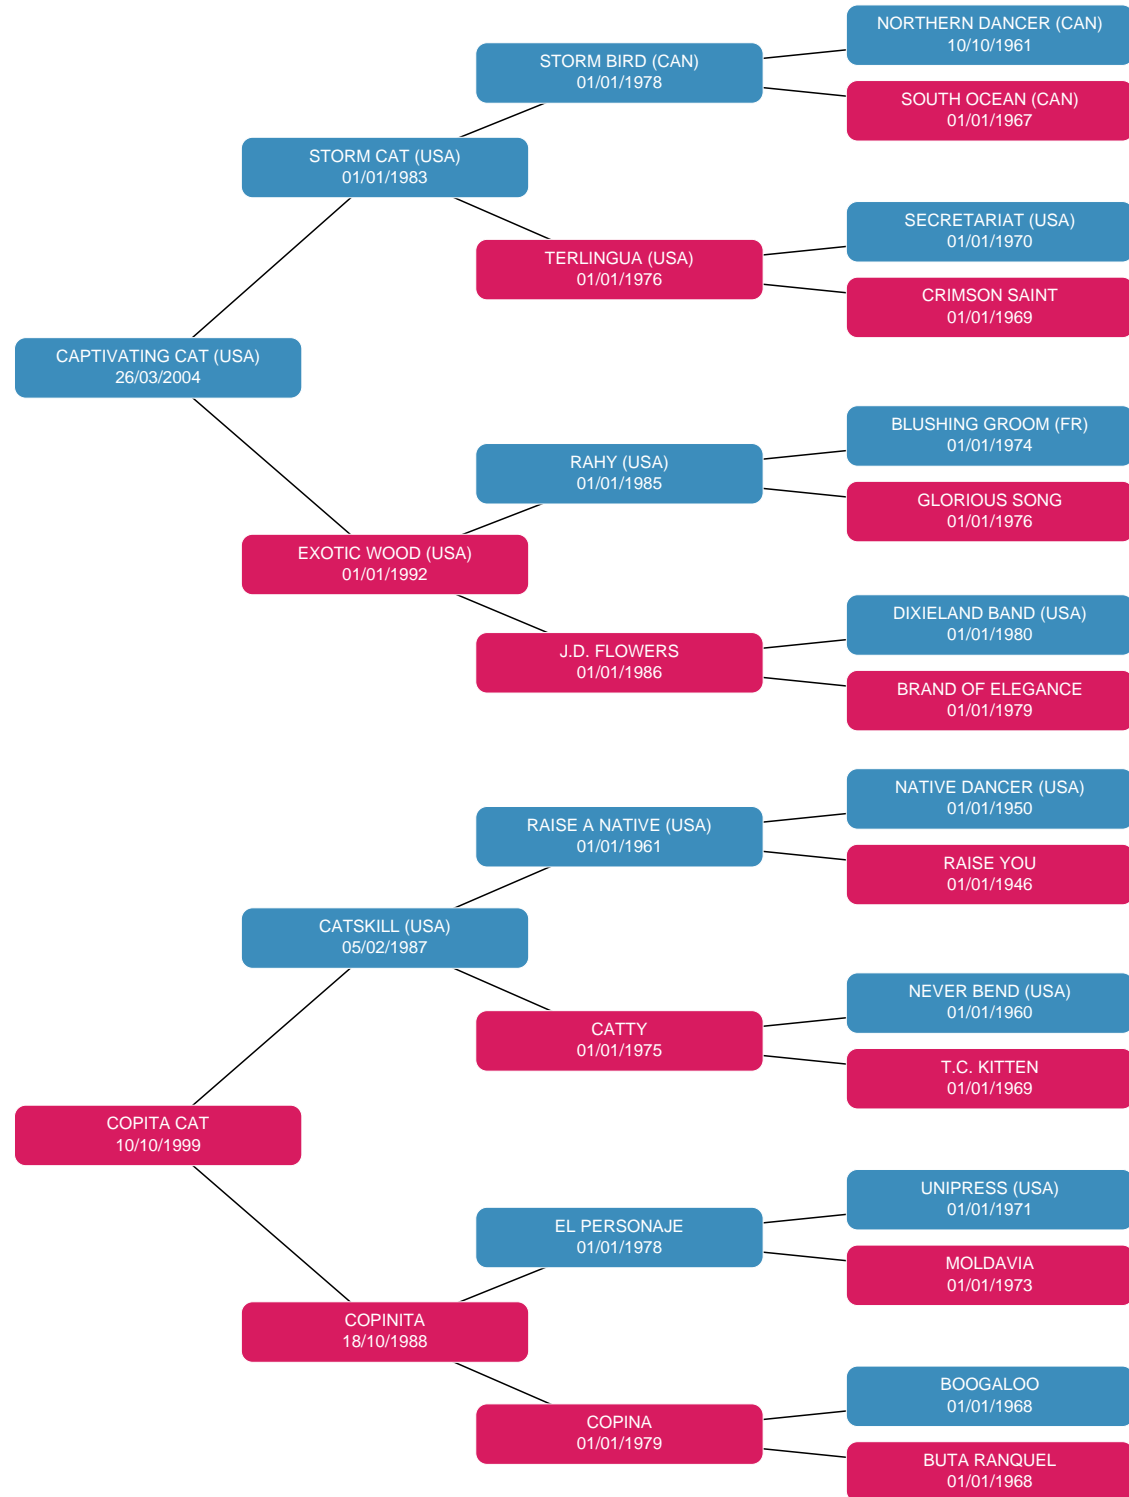 NORTHERN DANCER (CAN)
10/10/1961
STORM BIRD (CAN)
01/01/1978
SOUTH OCEAN (CAN)
01/01/1967
STORM CAT (USA)
01/01/1983
SECRETARIAT (USA)
01/01/1970
TERLINGUA (USA)
01/01/1976
CRIMSON SAINT
01/01/1969
CAPTIVATING CAT (USA)
26/03/2004
BLUSHING GROOM (FR)
01/01/1974
RAHY (USA)
01/01/1985
GLORIOUS SONG
01/01/1976
EXOTIC WOOD (USA)
01/01/1992
DIXIELAND BAND (USA)
01/01/1980
J.D. FLOWERS
01/01/1986
BRAND OF ELEGANCE
01/01/1979
NATIVE DANCER (USA)
01/01/1950
RAISE A NATIVE (USA)
01/01/1961
RAISE YOU
01/01/1946
CATSKILL (USA)
05/02/1987
NEVER BEND (USA)
01/01/1960
CATTY
01/01/1975
T.C. KITTEN
01/01/1969
COPITA CAT
10/10/1999
UNIPRESS (USA)
01/01/1971
EL PERSONAJE
01/01/1978
MOLDAVIA
01/01/1973
COPINITA
18/10/1988
BOOGALOO
01/01/1968
COPINA
01/01/1979
BUTA RANQUEL
01/01/1968